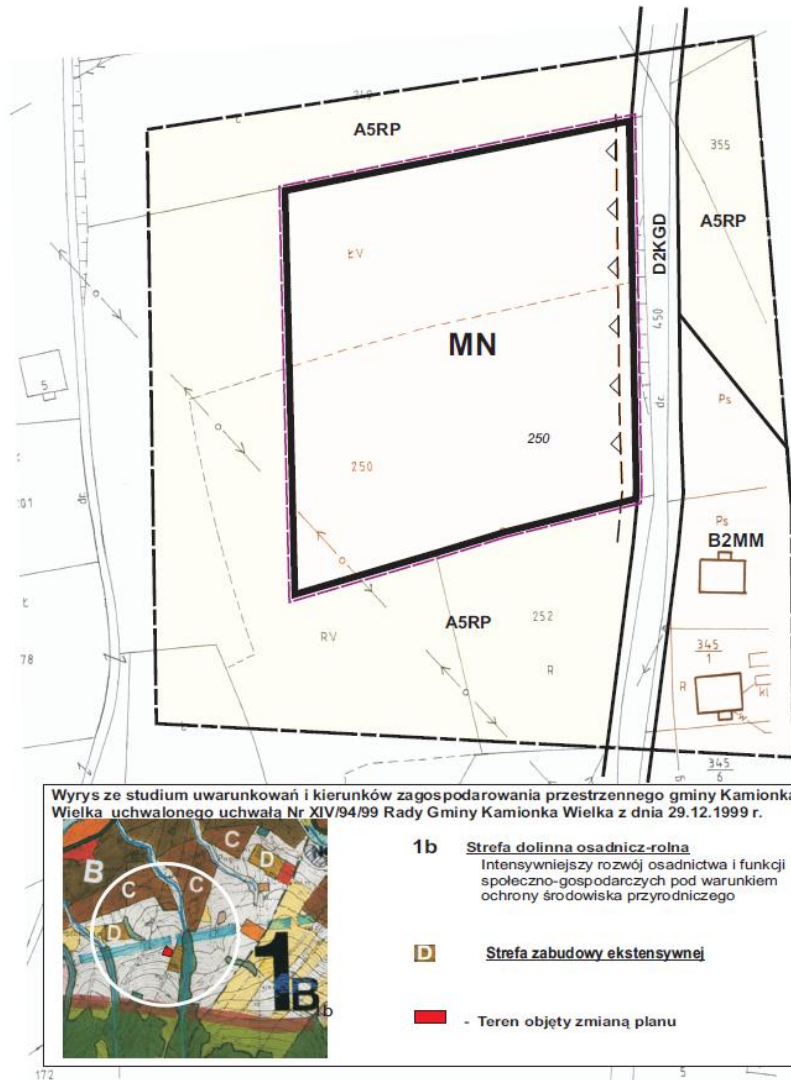 A5RP
355
A5RP
D2KGD
ŁV
MN
450
dr.
5
Ps
250
250
dr.
201
Ps
B2MM
Ł
A5RP
252
RV
78
R
345
1
R
kl
345
6
5
Wyrys ze studium uwarunkowań i kierunków zagospodarowania przestrzennego gminy Kamionka
Wielka uchwalonego uchwałą Nr XIV/94/99 Rady Gminy Kamionka Wielka z dnia 29.12.1999 r.
1b Strefa dolinna osadnicz-rolna
Intensywniejszy rozwój osadnictwa i funkcji
społeczno-gospodarczych pod warunkiem
ochrony środowiska przyrodniczego
D Strefa zabudowy ekstensywnej
- Teren objęty zmianą planu
C
D
B
C
C
D
1B
1b
172
5